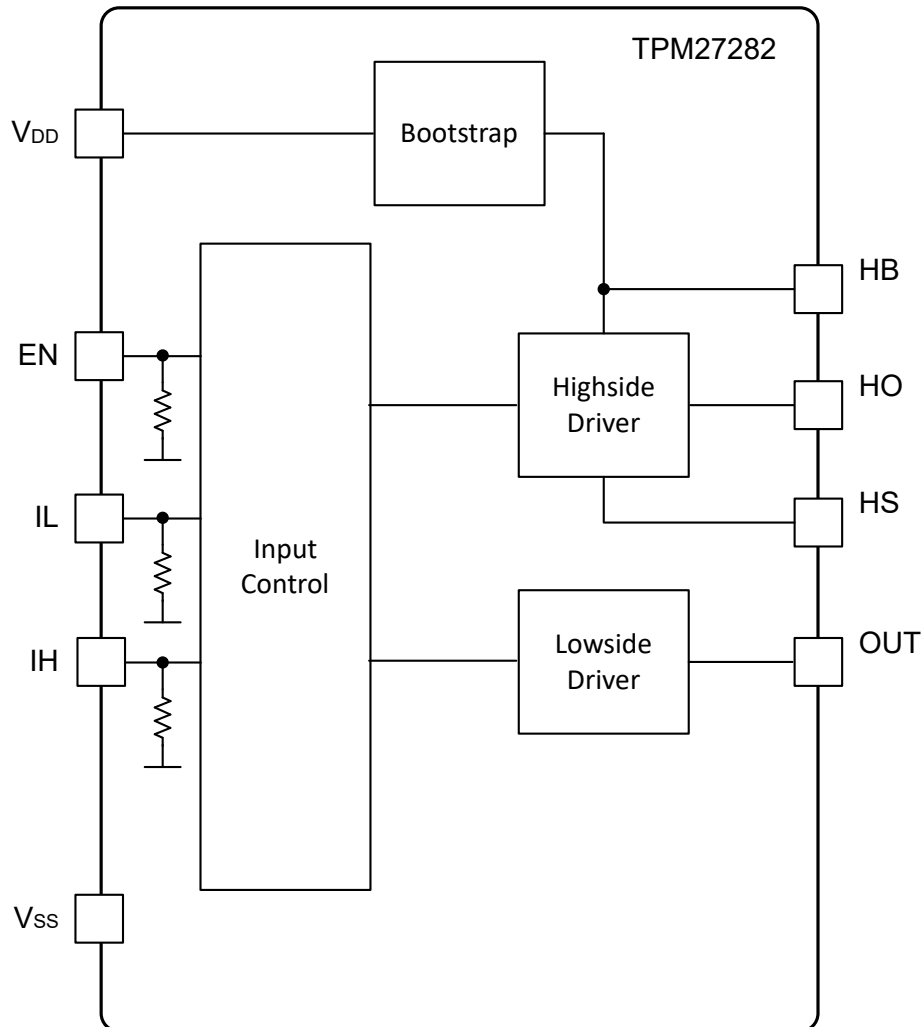 TPM27282
VDD
Bootstrap
HB
EN
Highside
Driver
HO
IL
HS
Input
Control
IH
Lowside
Driver
OUT
VSS